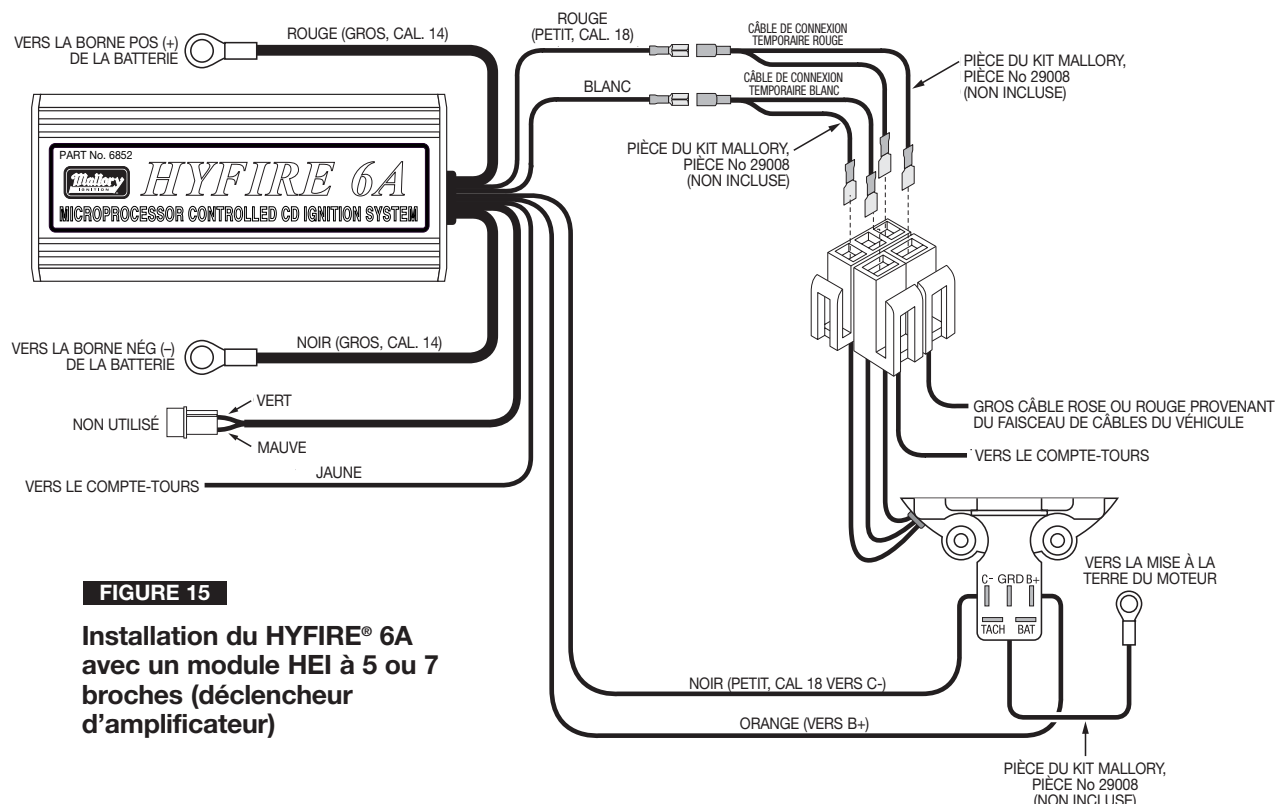 ROUGE
(PETIT, CAL. 18)
ROUGE (GROS, CAL. 14)
VERS LA BORNE POS (+)
DE LA BATTERIE
CÂBLE DE CONNEXION
TEMPORAIRE ROUGE
PIÈCE DU KIT MALLORY,
PIÈCE No 29008
(NON INCLUSE)
BLANC
CÂBLE DE CONNEXION
TEMPORAIRE BLANC
PIÈCE DU KIT MALLORY,
PIÈCE No 29008
(NON INCLUSE)
PART No. 6852
Mallory
IGNITION
HYFIRE 6A
MICROPROCESSOR CONTROLLED CD IGNITION SYSTEM
VERS LA BORNE NÉG (–)
DE LA BATTERIE
NOIR (GROS, CAL. 14)
NON UTILISÉ
VERT
MAUVE
JAUNE
VERS LE COMPTE-TOURS
GROS CÂBLE ROSE OU ROUGE PROVENANT
DU FAISCEAU DE CÂBLES DU VÉHICULE
VERS LE COMPTE-TOURS
VERS LA MISE À LA
TERRE DU MOTEUR
C- GRD B+
TACH BAT
FIGURE 15
Installation du HYFIRE® 6A
avec un module HEI à 5 ou 7
broches (déclencheur
d'amplificateur)
NOIR (PETIT, CAL 18 VERS C-)
ORANGE (VERS B+)
PIÈCE DU KIT MALLORY,
PIÈCE No 29008
(NON INCLUSE)